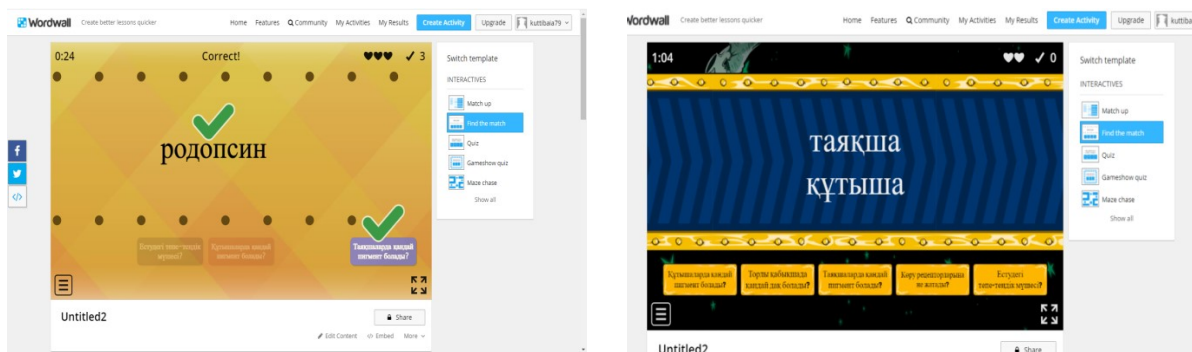 Wordwall Create better lessons quicker
Home Features Community My Activities My Results Create Activity Upgrade kuttibaia79
0:24 Correct! 3
родопсин
Естудегі тепе-теңдік
мүшесі?
Құтышаларда қандай
пигмент болады?
Таяқшаларда қандай
пигмент болады?
Untitled2
Share
Edit Content Embed More
Switch template
INTERACTIVES
Match up
Find the match
Quiz
Gameshow quiz
Maze chase
Show all
Wordwall Create better lessons quicker
Home Features Community My Activities My Results Create Activity Upgrade kuttiba
1:04 0
таяқша
құтыша
Құтышаларда қандай
пигмент болады?
Торлы қабықшада
қандай дақ болады?
Таяқшаларда қандай
пигмент болады?
Көру рецепторларына
не жатады?
Естудегі
тепе-теңдік мүшесі?
Untitled2
Share
Switch template
INTERACTIVES
Match up
Find the match
Quiz
Gameshow quiz
Maze chase
Show all